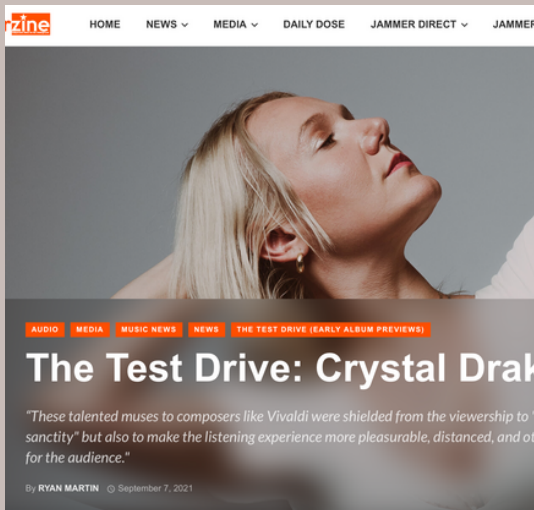 zine
HOME NEWS MEDIA DAILY DOSE JAMMER DIRECT JAMMER
AUDIO MEDIA MUSIC NEWS NEWS THE TEST DRIVE (EARLY ALBUM PREVIEWS)
The Test Drive: Crystal Drak
"These talented muses to composers like Vivaldi were shielded from the viewership to "
sanctity" but also to make the listening experience more pleasurable, distanced, and ot
for the audience."
By RYAN MARTIN September 7, 2021